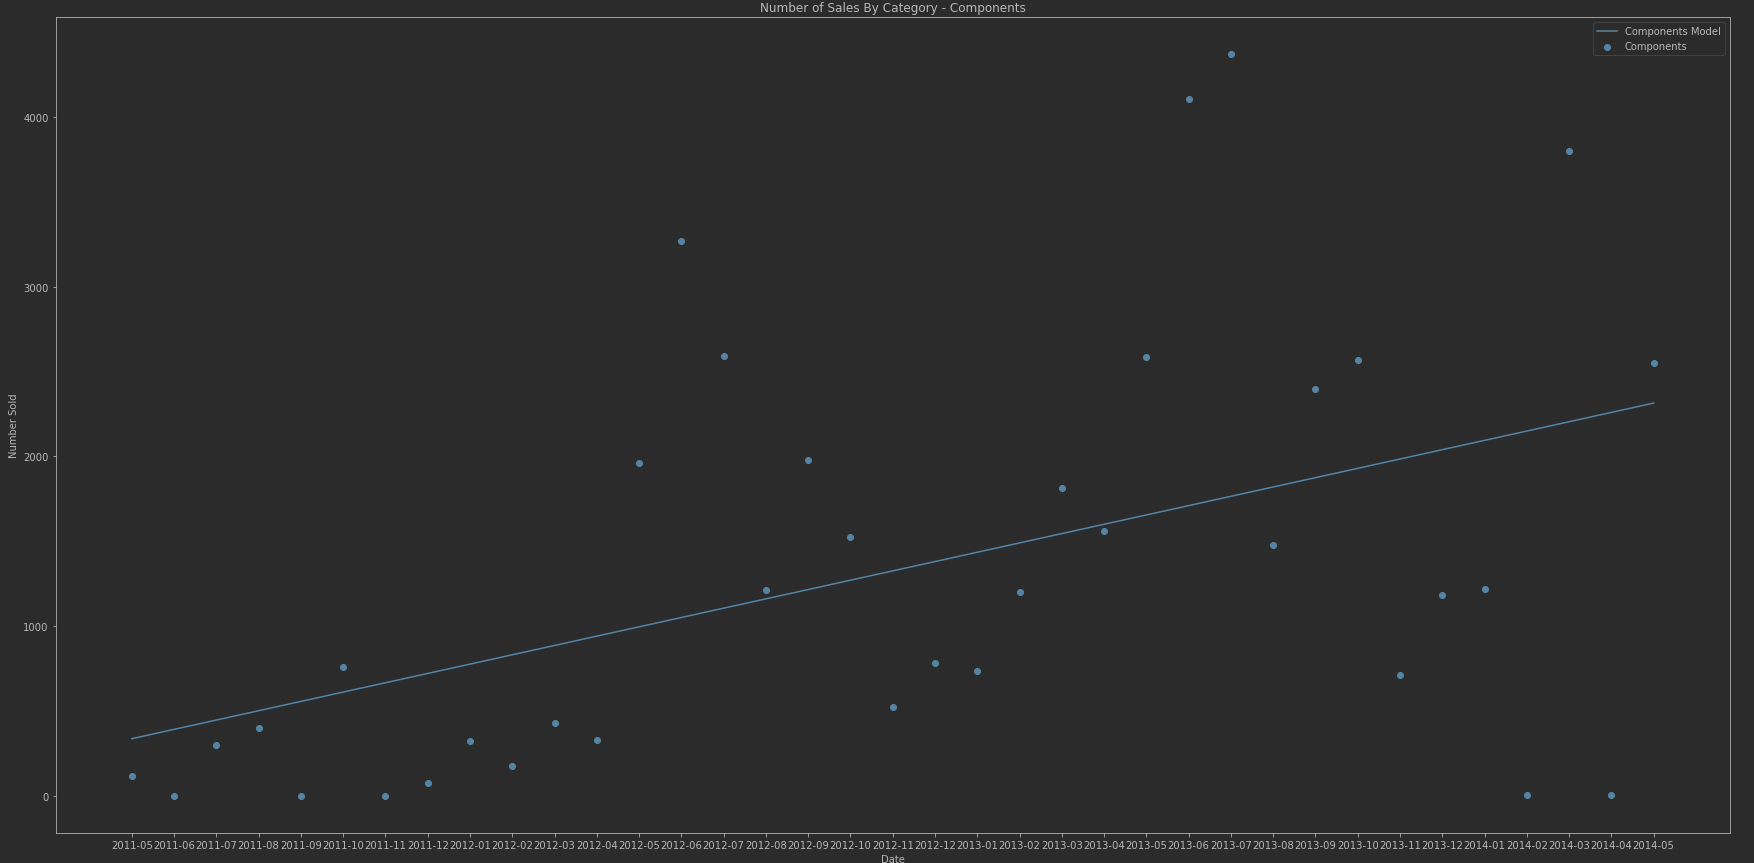 Number of Sales By Category - Components
Components Model
Components
4000
3000
2000
1000
0
Number Sold
2011-05 2011-06 2011-07 2011-08 2011-09 2011-10 2011-11 2011-12 2012-01 2012-02 2012-03 2012-04 2012-05 2012-06 2012-07 2012-08 2012-09 2012-10 2012-11 2012-12 2013-01 2013-02 2013-03 2013-04 2013-05 2013-06 2013-07 2013-08 2013-09 2013-10 2013-11 2013-12 2014-01 2014-02 2014-03 2014-04 2014-05
Date